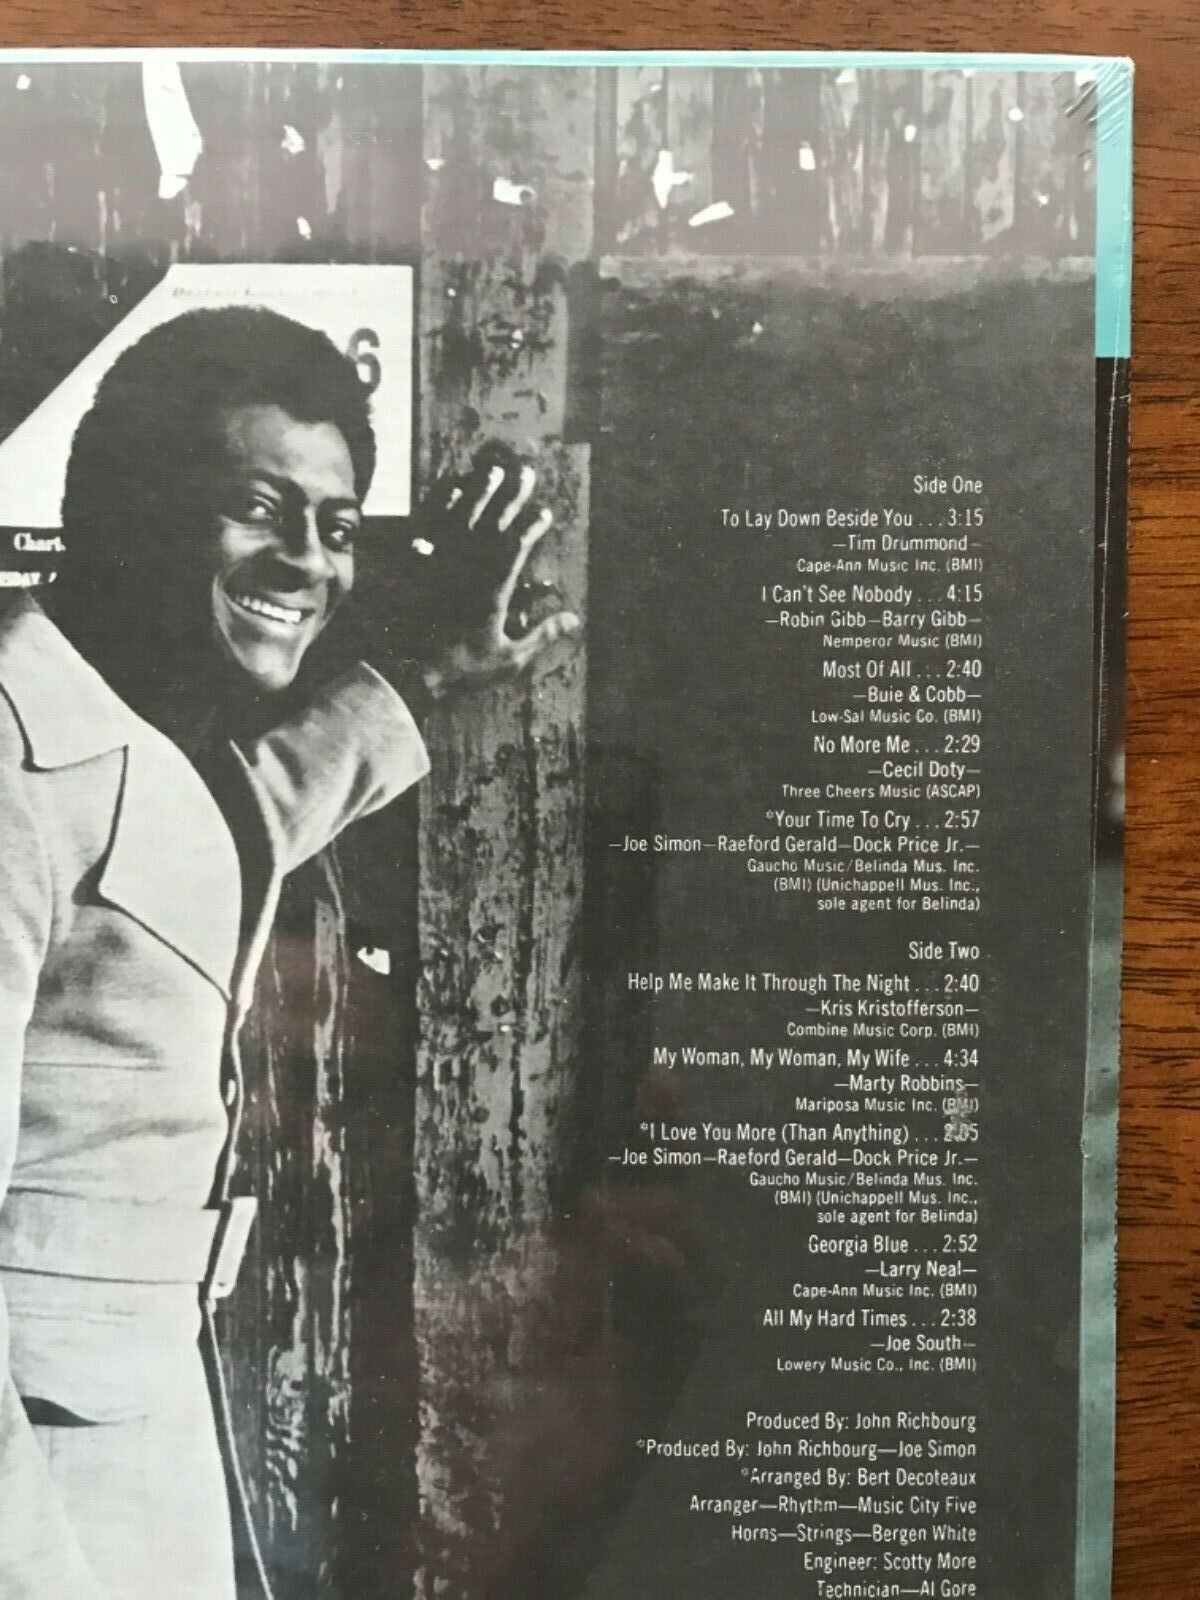 6
Chart.
Side One
To Lay Down Beside You . . . 3:15
—Tim Drummond—
Cape-Ann Music Inc. (BMI)
I Can't See Nobody . . . 4:15
—Robin Gibb—Barry Gibb—
Nemperor Music (BMI)
Most Of All . . . 2:40
—Buie & Cobb—
Low-Sal Music Co. (BMI)
No More Me . . . 2:29
—Cecil Doty—
Three Cheers Music (ASCAP)
*Your Time To Cry . . . 2:57
—Joe Simon—Raeford Gerald—Dock Price Jr.—
Gaucho Music/Belinda Mus. Inc.
(BMI) (Unichappell Mus. Inc.,
sole agent for Belinda)
Side Two
Help Me Make It Through The Night . . . 2:40
—Kris Kristofferson—
Combine Music Corp. (BMI)
My Woman, My Woman, My Wife . . . 4:34
—Marty Robbins—
Mariposa Music Inc. (BMI)
*I Love You More (Than Anything) . . . 2:05
—Joe Simon—Raeford Gerald—Dock Price Jr.—
Gaucho Music/Belinda Mus. Inc.
(BMI) (Unichappell Mus. Inc.,
sole agent for Belinda)
Georgia Blue . . . 2:52
—Larry Neal—
Cape-Ann Music Inc. (BMI)
All My Hard Times . . . 2:38
—Joe South—
Lowery Music Co., Inc. (BMI)
Produced By: John Richbourg
*Produced By: John Richbourg—Joe Simon
*Arranged By: Bert Decoteaux
Arranger—Rhythm—Music City Five
Horns—Strings—Bergen White
Engineer: Scotty More
Technician—Al Gore